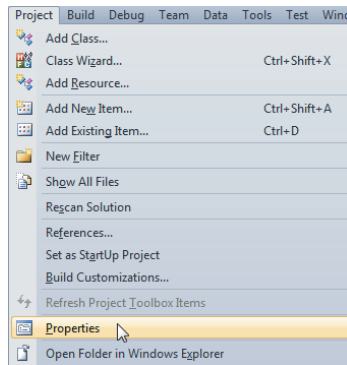 Project Build Debug Team Data Tools Test Wind
Add Class...
Class Wizard... Ctrl+Shift+X
Add Resource...
Add New Item... Ctrl+Shift+A
Add Existing Item... Ctrl+D
New Filter
Show All Files
Rescan Solution
References...
Set as StartUp Project
Build Customizations...
Refresh Project Toolbox Items
Properties
Open Folder in Windows Explorer